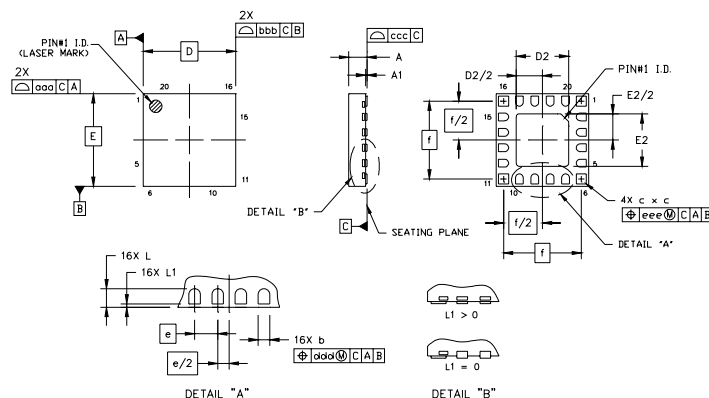 2X
bbb C B
A
D
PIN#1 I.D.
(LASER MARK)
2X
aaa C A
20
16
1
15
E
5
11
6
10
B
ccc C
A
A1
DETAIL "B"
C
SEATING PLANE
D2
D2/2
PIN#1 I.D.
16
20
1
15
f/2
f
E2/2
E2
5
11
10
6
4X c x c
eee M C A B
f/2
f
DETAIL "A"
16X L
16X L1
e
e/2
16X b
ddd M C A B
DETAIL "A"
L1 > 0
L1 = 0
DETAIL "B"